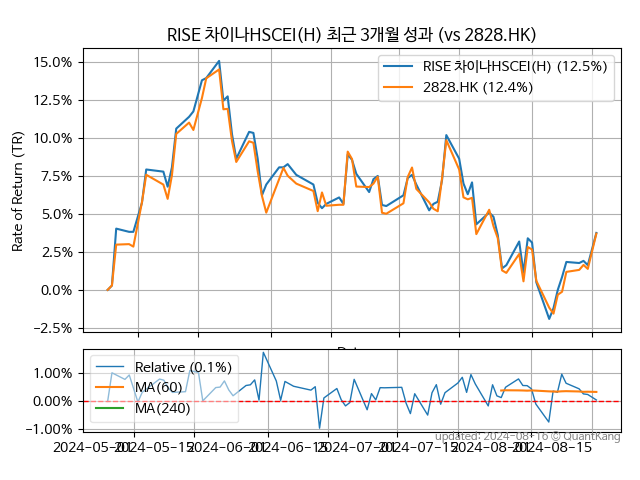 RISE 차이나HSCEI(H) 최근 3개월 성과 (vs 2828.HK)
Rate of Return (TR)
15.0%
12.5%
10.0%
7.5%
5.0%
2.5%
0.0%
−2.5%
RISE 차이나HSCEI(H) (12.5%)
2828.HK (12.4%)
1.00%
0.00%
−1.00%
Relative (0.1%)
MA(60)
MA(240)
2024-05-01
2024-05-15
2024-06-01
2024-06-15
2024-07-01
2024-07-15
2024-08-01
2024-08-15
updated: 2024-08-16 © QuantKang